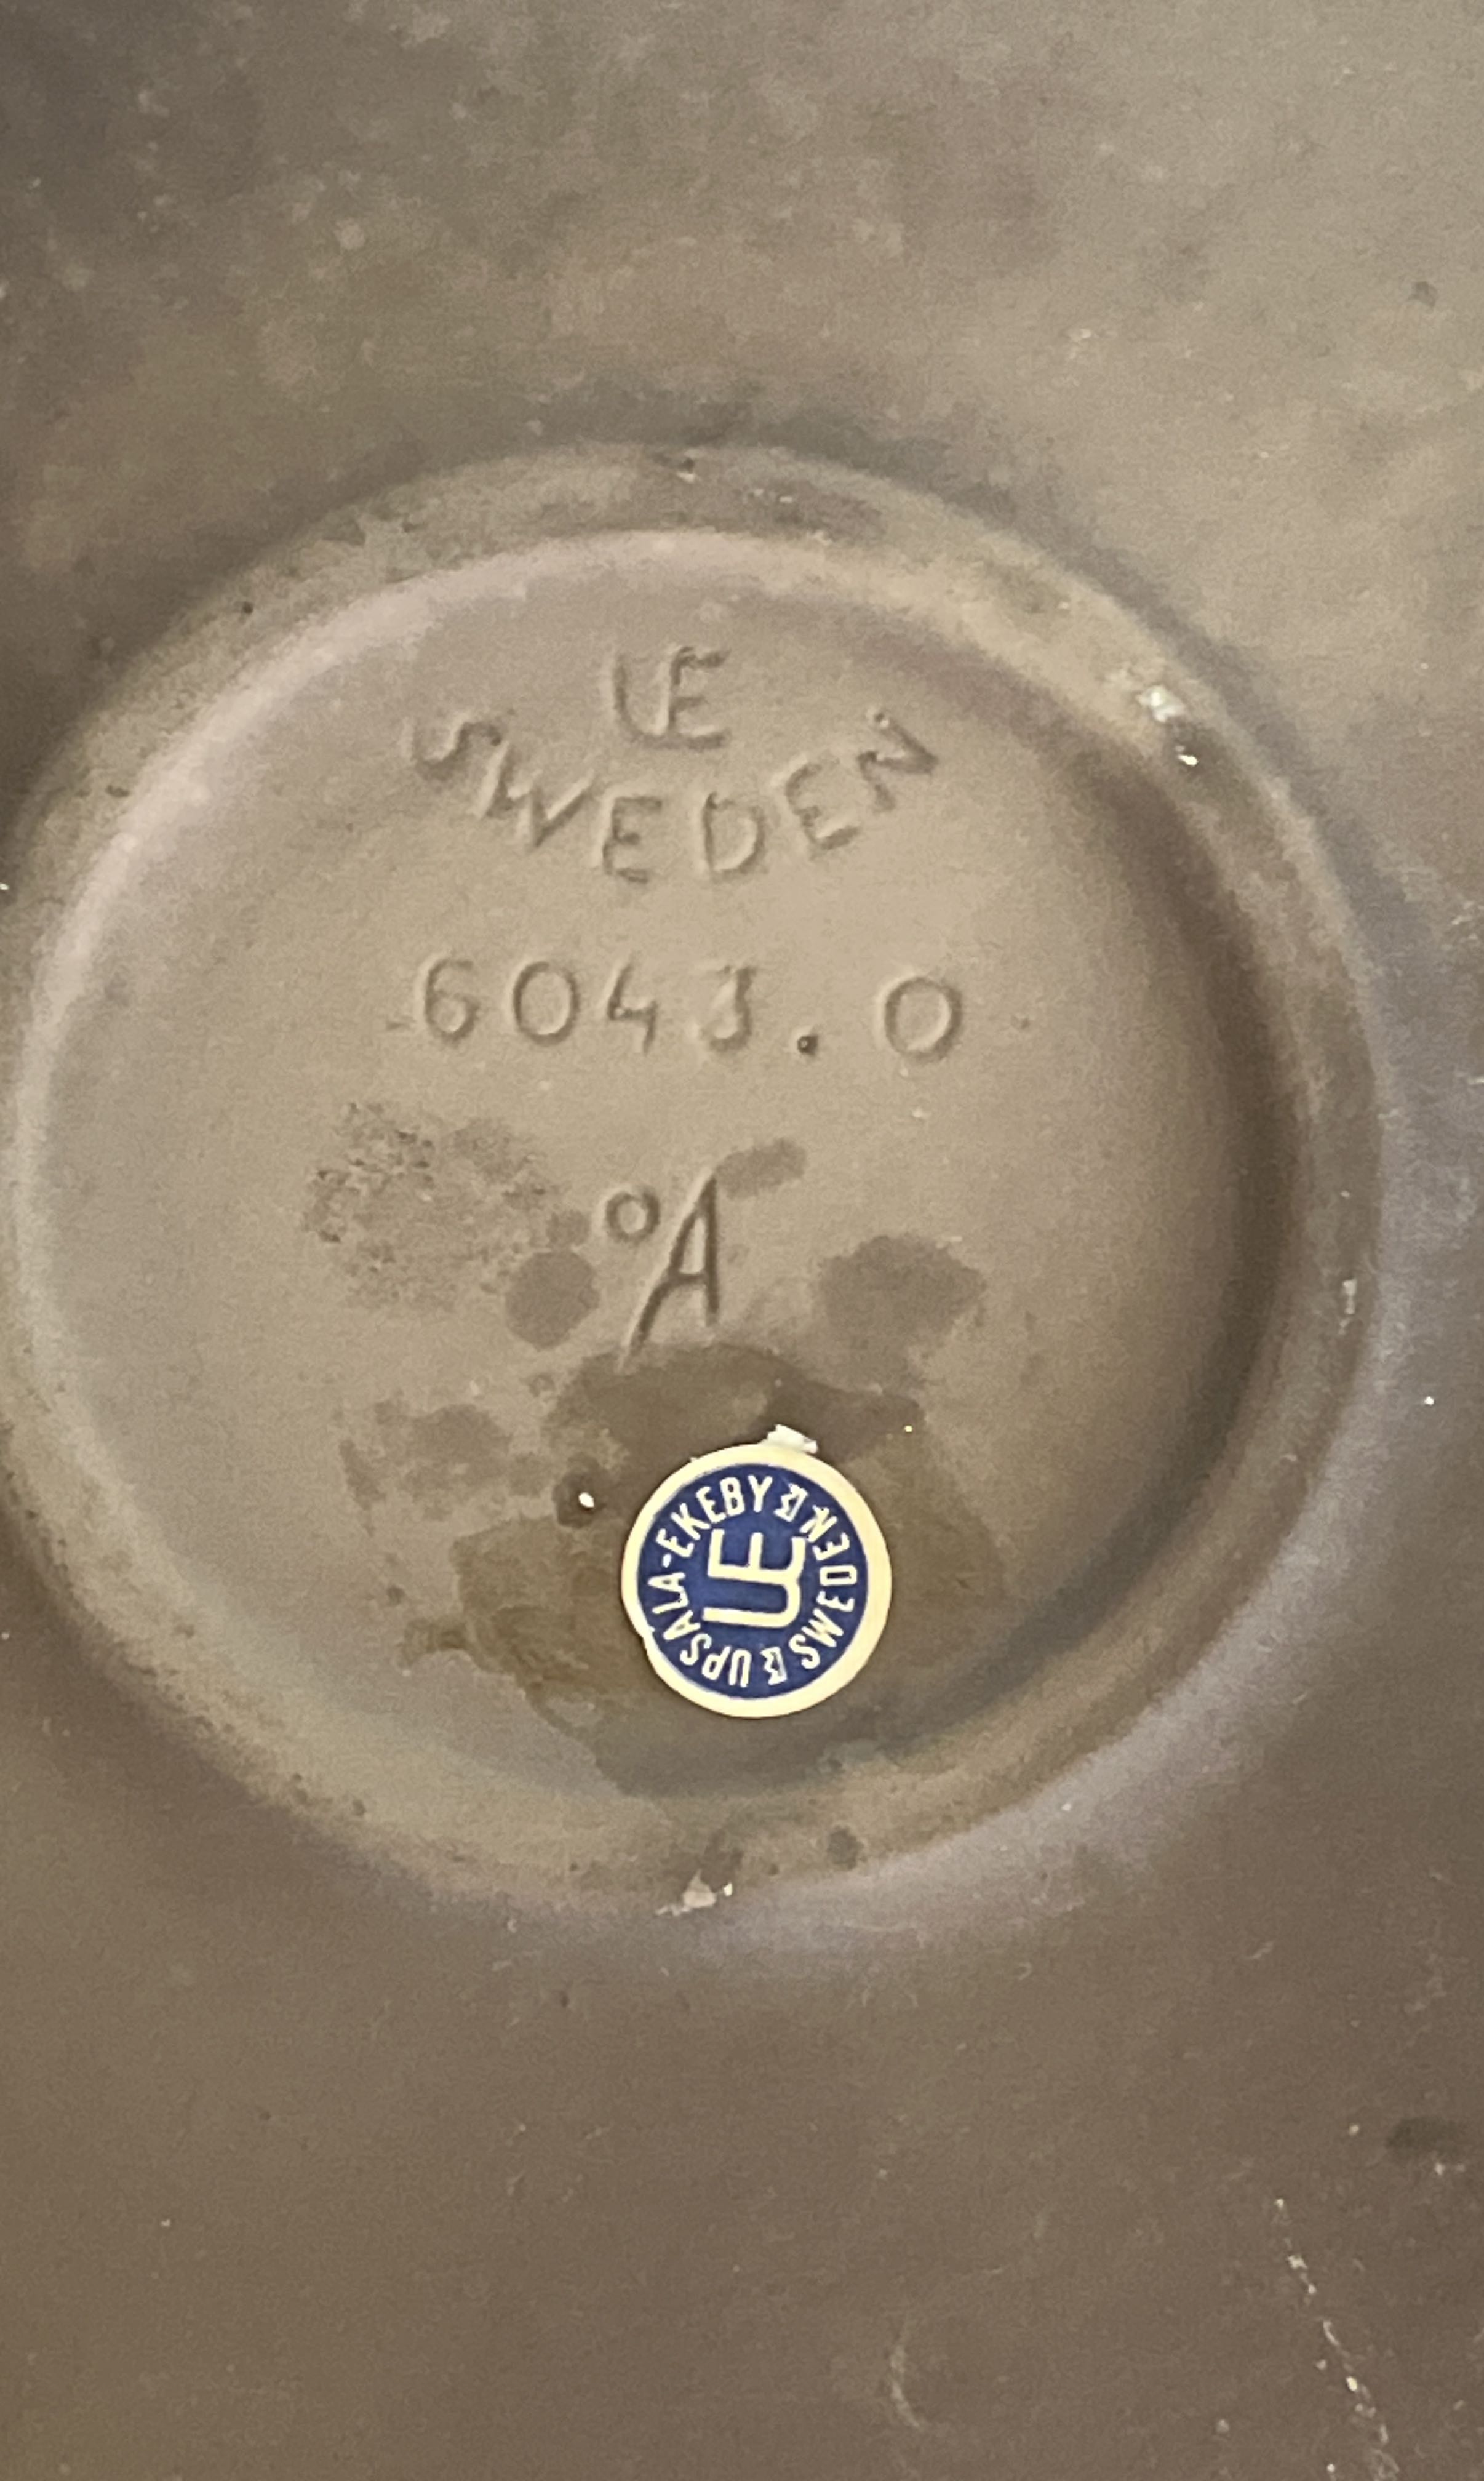 UE
SWEDEN
6043.0
°A
UPSALA-EKEBY SWEDEN
UE